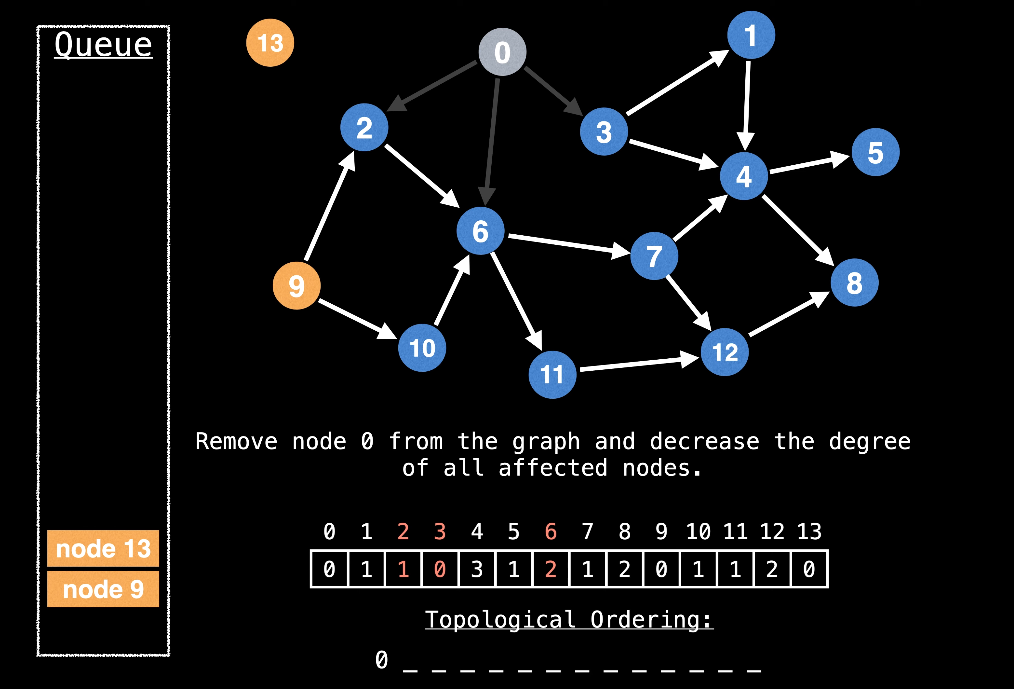 Queue
13
0
1
2
3
5
4
6
7
9
8
10
12
11
Remove node 0 from the graph and decrease the degree
of all affected nodes.
0 1 2 3 4 5 6 7 8 9 10 11 12 13
0 1 1 0 3 1 2 1 2 0 1 1 2 0
node 13
node 9
Topological Ordering:
0 _ _ _ _ _ _ _ _ _ _ _ _ _